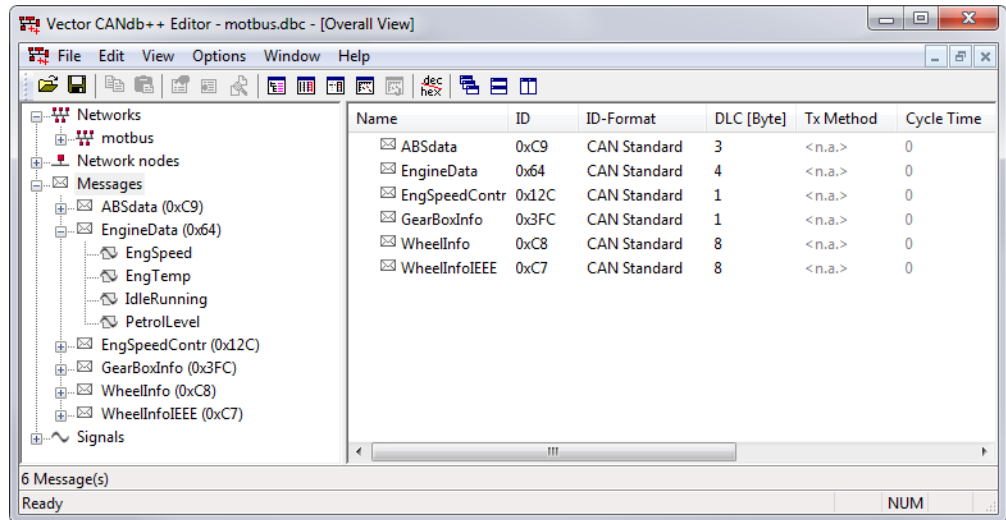 Vector CANdb++ Editor - motbus.dbc - [Overall View]
File Edit View Options Window Help
dec
hex
Networks
motbus
Network nodes
Messages
ABSdata (0xC9)
EngineData (0x64)
EngSpeed
EngTemp
IdleRunning
PetrolLevel
EngSpeedContr (0x12C)
GearBoxInfo (0x3FC)
WheelInfo (0xC8)
WheelInfoIEEE (0xC7)
Signals
Name ID ID-Format DLC [Byte] Tx Method Cycle Time
ABSdata 0xC9 CAN Standard 3 <n.a.> 0
EngineData 0x64 CAN Standard 4 <n.a.> 0
EngSpeedContr 0x12C CAN Standard 1 <n.a.> 0
GearBoxInfo 0x3FC CAN Standard 1 <n.a.> 0
WheelInfo 0xC8 CAN Standard 8 <n.a.> 0
WheelInfoIEEE 0xC7 CAN Standard 8 <n.a.> 0
6 Message(s)
Ready NUM